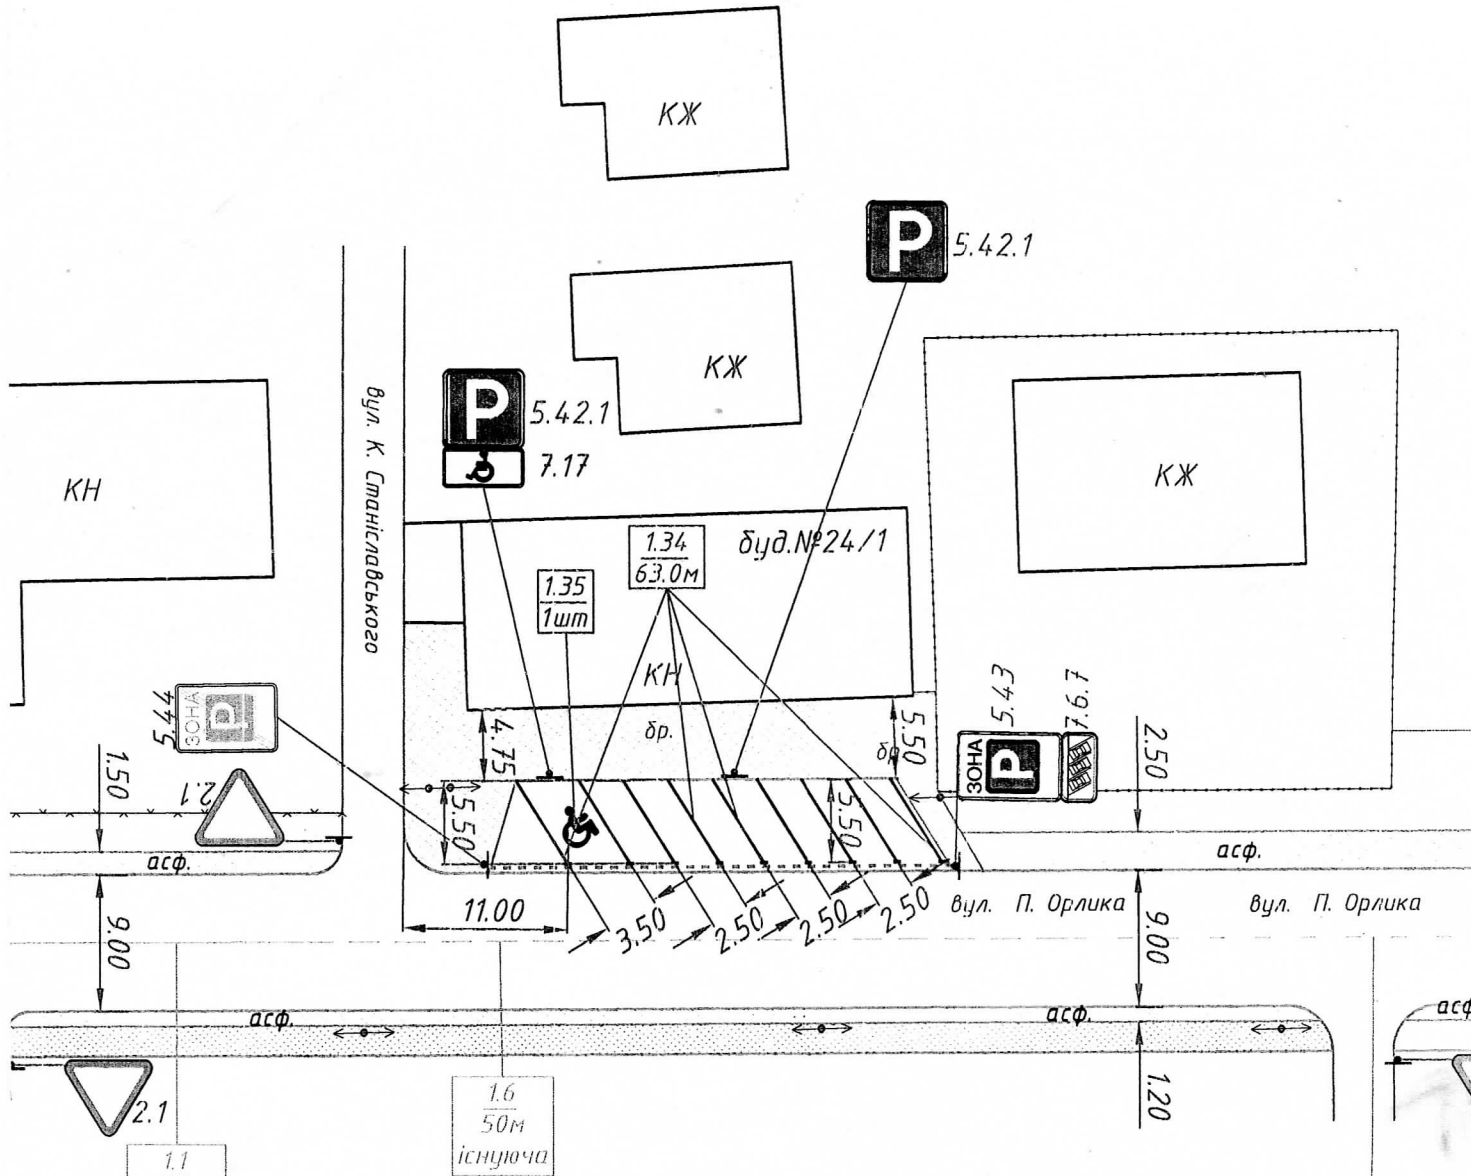 КЖ
P
5.42.1
КЖ
P
5.42.1
7.17
КН
вул. К. Станіславського
КЖ
1.34
63.0м
буд.№24/1
1.35
1шт
КН
5.44
ЗОНА
P
бр.
4.75
5.50
бр.
5.43
7.9.7
ЗОНА
P
2.50
1.50
2.1
5.50
5.50
асф.
асф.
11.00
3.50
2.50
2.50
2.50
вул. П. Орлика
вул. П. Орлика
9.00
9.00
асф.
асф.
асф
2.1
1.1
1.6
50м
існуюча
1.20